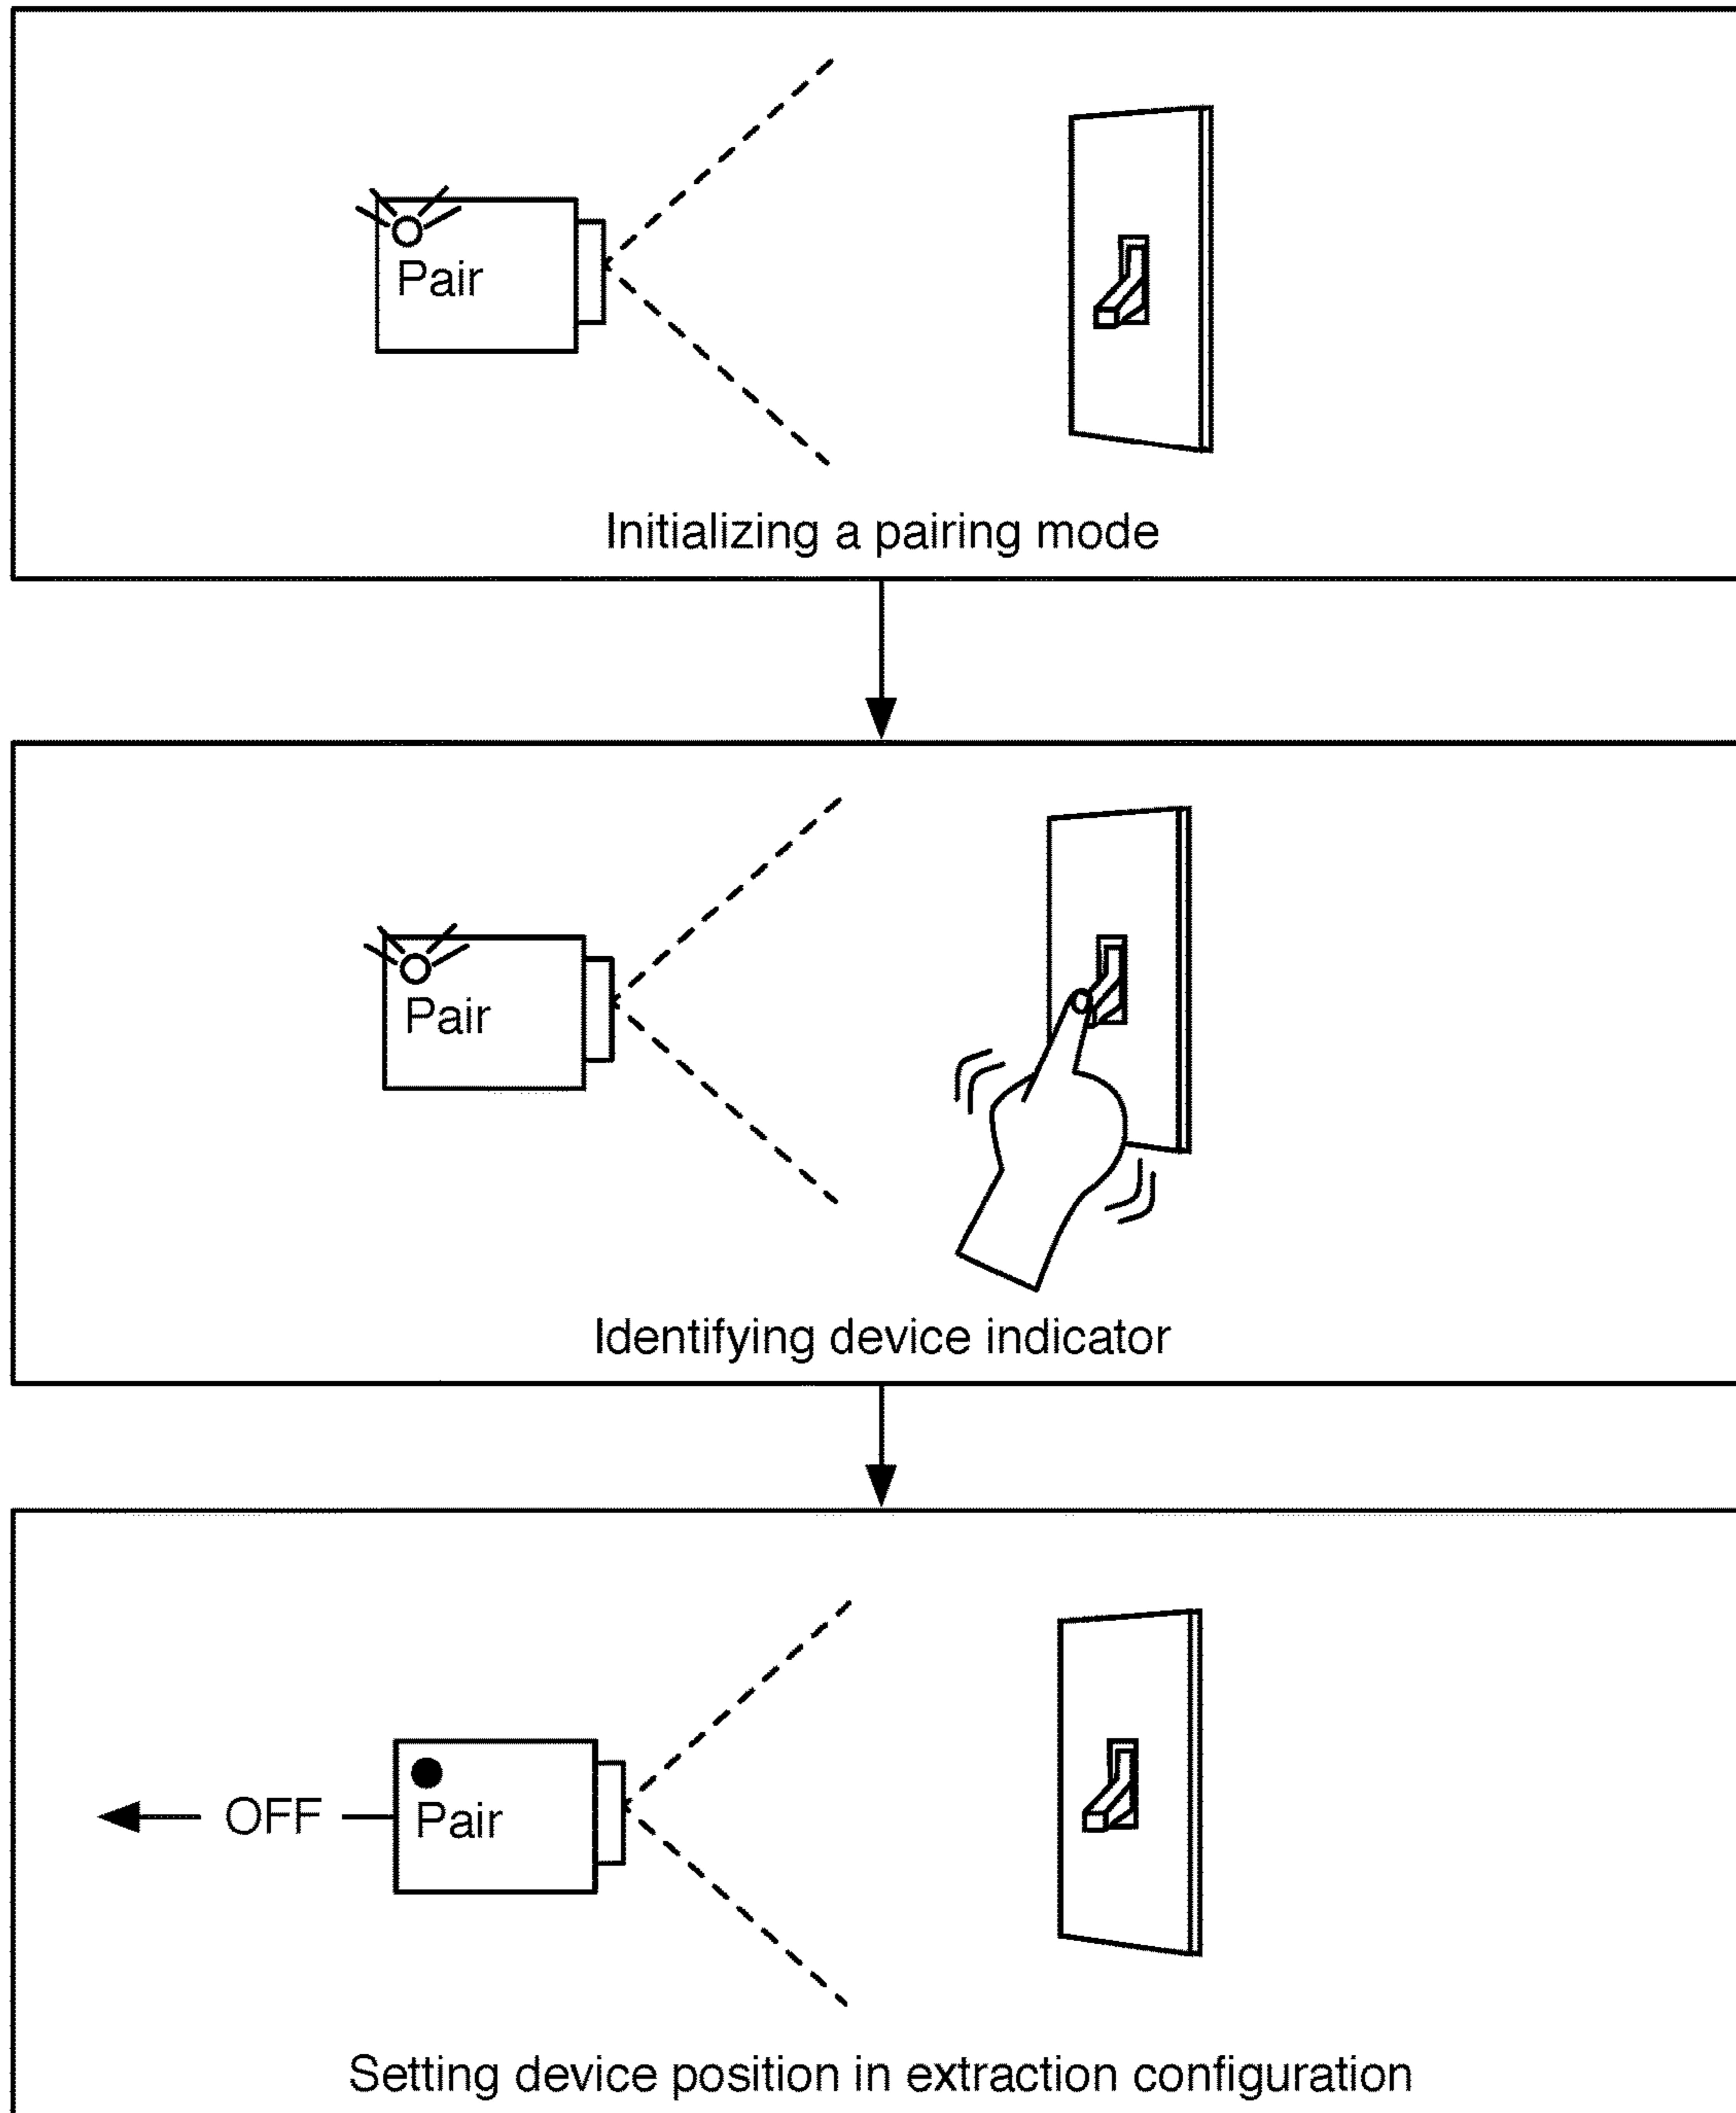 Pair
Initializing a pairing mode
Pair
Identifying device indicator
OFF
Pair
Setting device position in extraction configuration